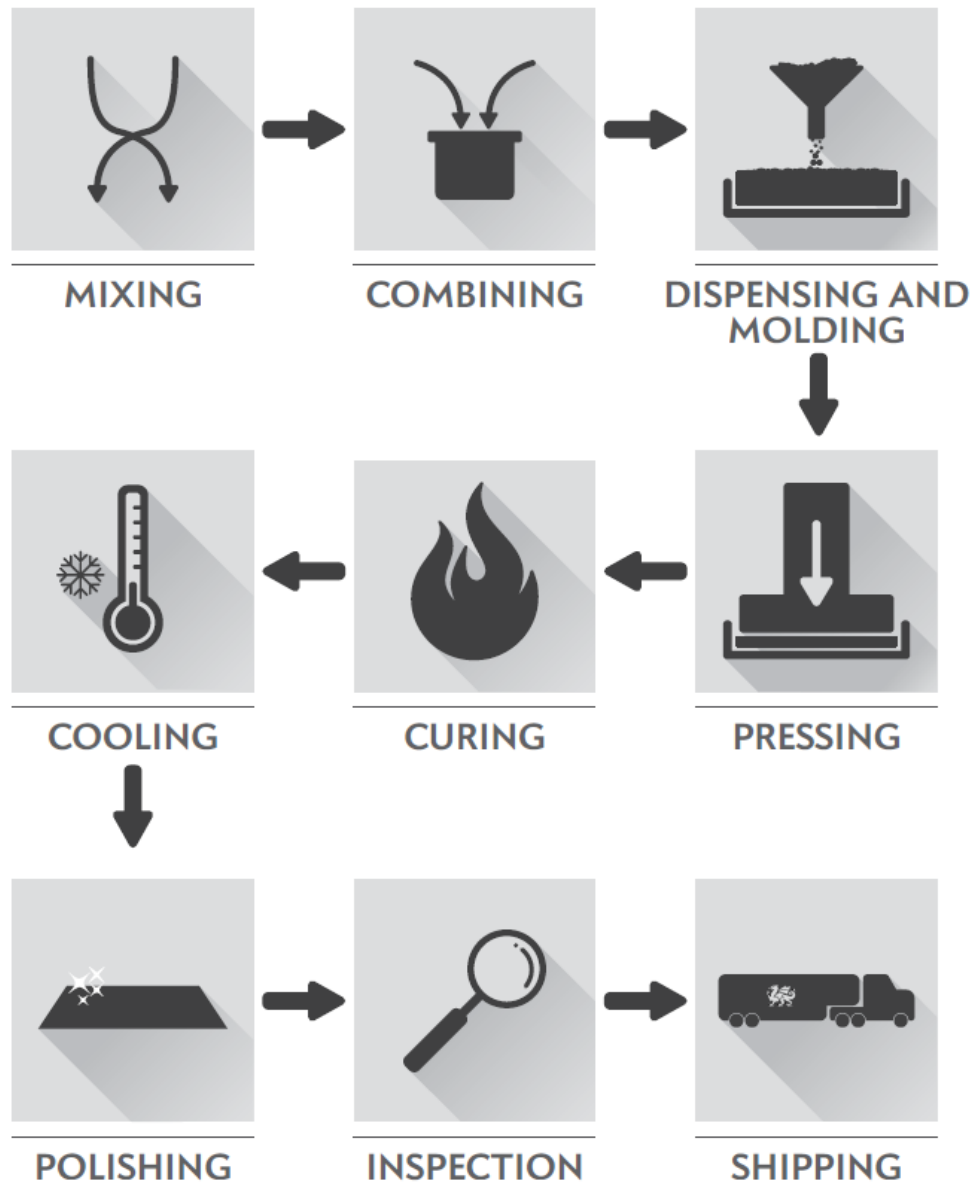 MIXING
COMBINING
DISPENSING AND
MOLDING
PRESSING
CURING
COOLING
POLISHING
INSPECTION
SHIPPING